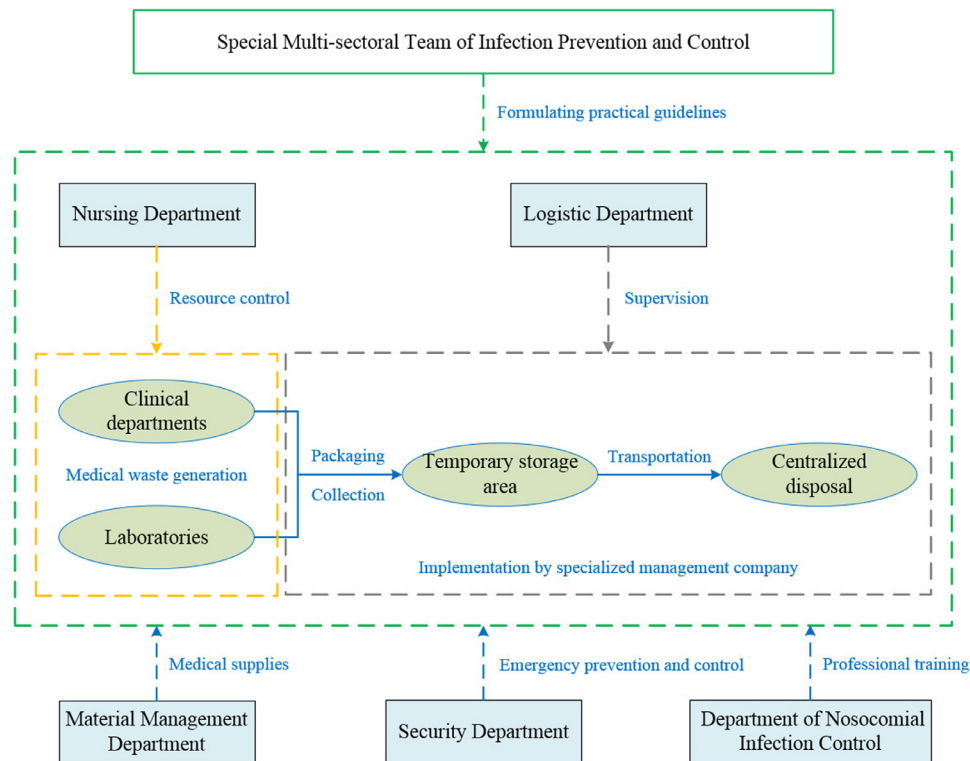 Special Multi-sectoral Team of Infection Prevention and Control
Formulating practical guidelines
Nursing Department
Logistic Department
Resource control
Supervision
Clinical
departments
Medical waste generation
Laboratories
Packaging
Collection
Temporary storage
area
Transportation
Centralized
disposal
Implementation by specialized management company
Medical supplies
Emergency prevention and control
Professional training
Material Management
Department
Security Department
Department of Nosocomial
Infection Control